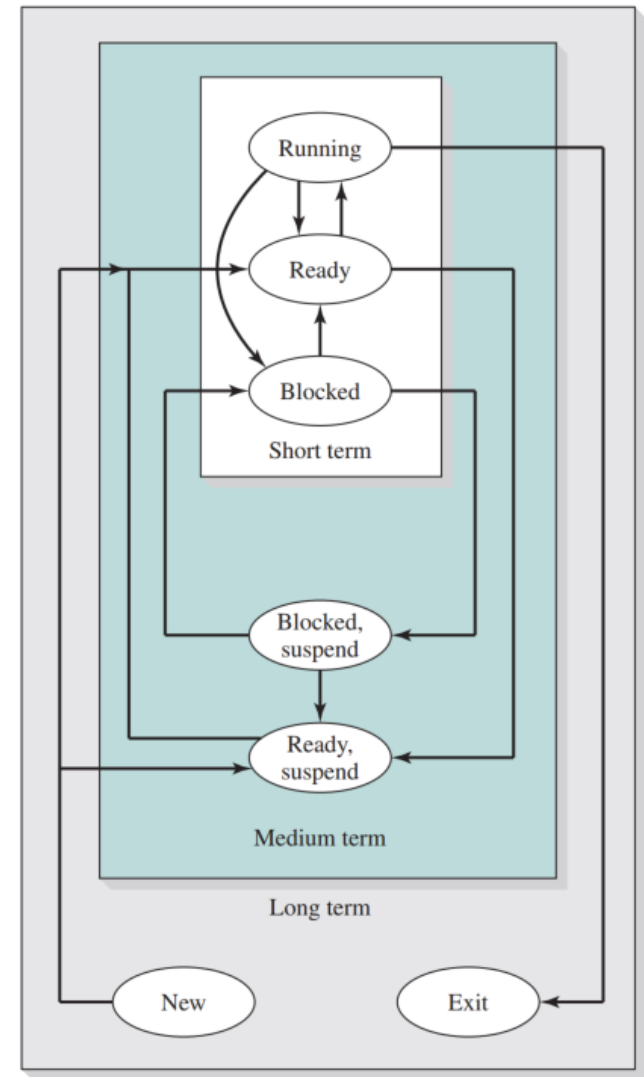 Running
Ready
Blocked
Short term
Blocked,
suspend
Ready,
suspend
Medium term
Long term
New
Exit